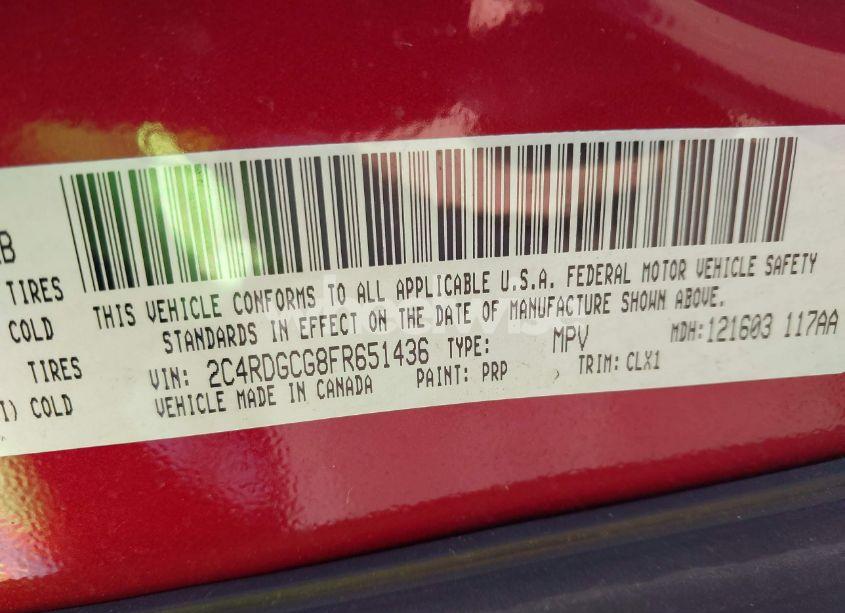 B
TIRES
COLD
TIRES
) COLD
THIS VEHICLE CONFORMS TO ALL APPLICABLE U.S.A. FEDERAL MOTOR VEHICLE SAFETY
STANDARDS IN EFFECT ON THE DATE OF MANUFACTURE SHOWN ABOVE.
VIN: 2C4RDGCG8FR651436 TYPE: MPV MDH:121603 117AA
VEHICLE MADE IN CANADA PAINT: PRP TRIM: CLX1